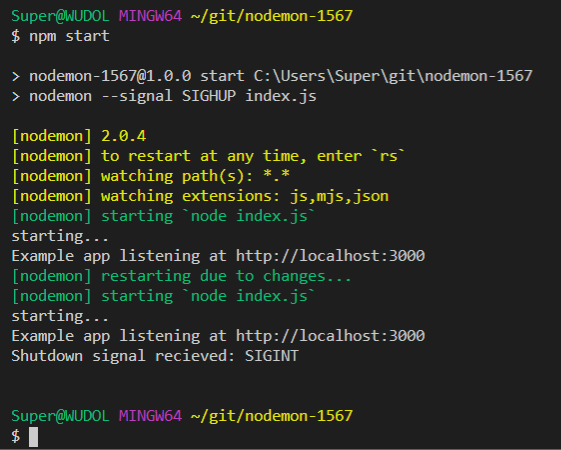 Super@WUDOL MINGW64 ~/git/nodemon-1567
$ npm start
> nodemon-1567@1.0.0 start C:\Users\Super\git\nodemon-1567
> nodemon --signal SIGHUP index.js
[nodemon] 2.0.4
[nodemon] to restart at any time, enter `rs`
[nodemon] watching path(s): *.*
[nodemon] watching extensions: js,mjs,json
[nodemon] starting `node index.js`
starting...
Example app listening at http://localhost:3000
[nodemon] restarting due to changes...
[nodemon] starting `node index.js`
starting...
Example app listening at http://localhost:3000
Shutdown signal recieved: SIGINT
Super@WUDOL MINGW64 ~/git/nodemon-1567
$